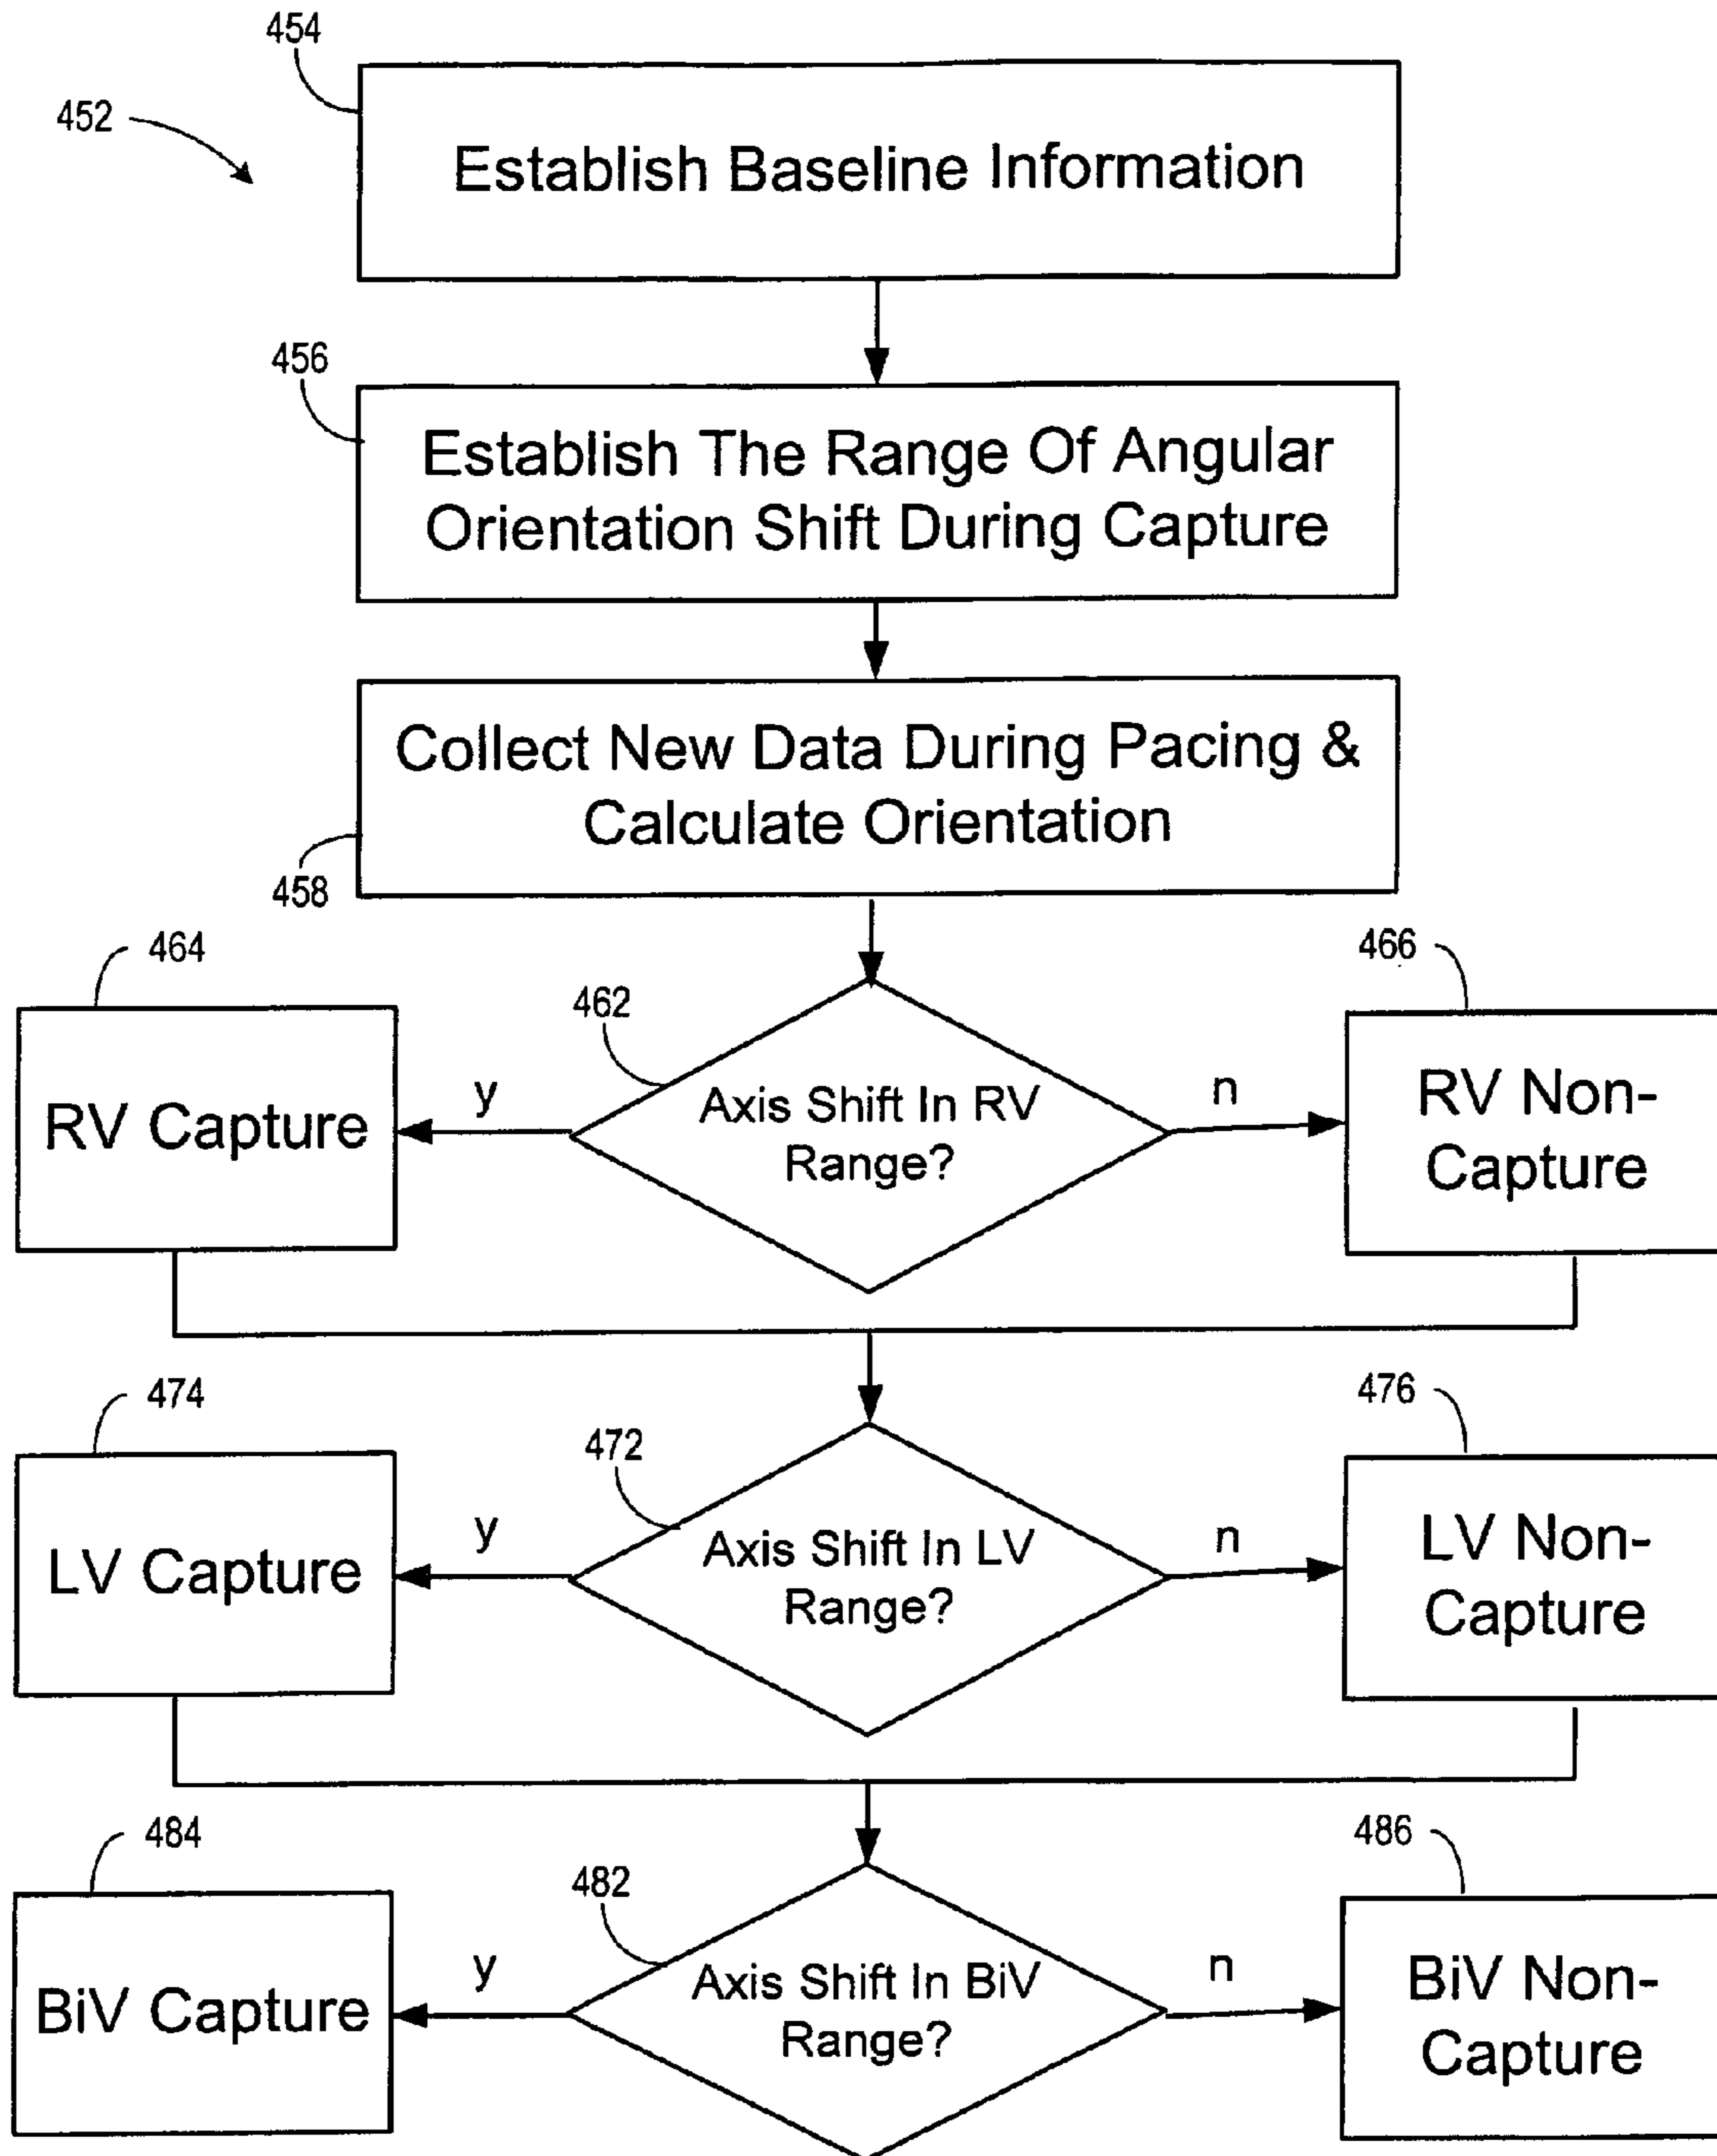 454
452
Establish Baseline Information
456
Establish The Range Of Angular
Orientation Shift During Capture
Collect New Data During Pacing &
Calculate Orientation
458
464
466
462
RV Capture
y
Axis Shift In RV
Range?
n
RV Non-
Capture
474
476
472
LV Capture
y
Axis Shift In LV
Range?
n
LV Non-
Capture
484
486
482
BiV Capture
y
Axis Shift In BiV
Range?
n
BiV Non-
Capture